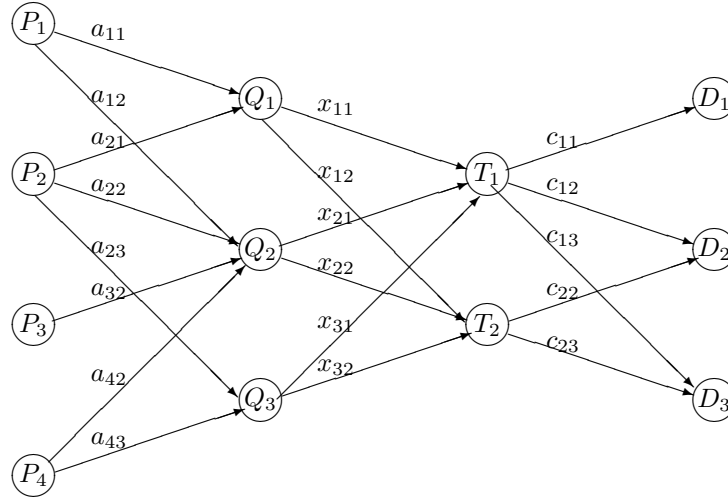 P₁
a₁₁
a₁₂
Q₁
x₁₁
D₁
a₂₁
c₁₁
P₂
a₂₂
x₁₂
T₁
c₁₂
a₂₃
x₂₁
c₁₃
Q₂
D₂
a₃₂
x₂₂
c₂₂
P₃
x₃₁
T₂
c₂₃
a₄₂
x₃₂
Q₃
D₃
a₄₃
P₄